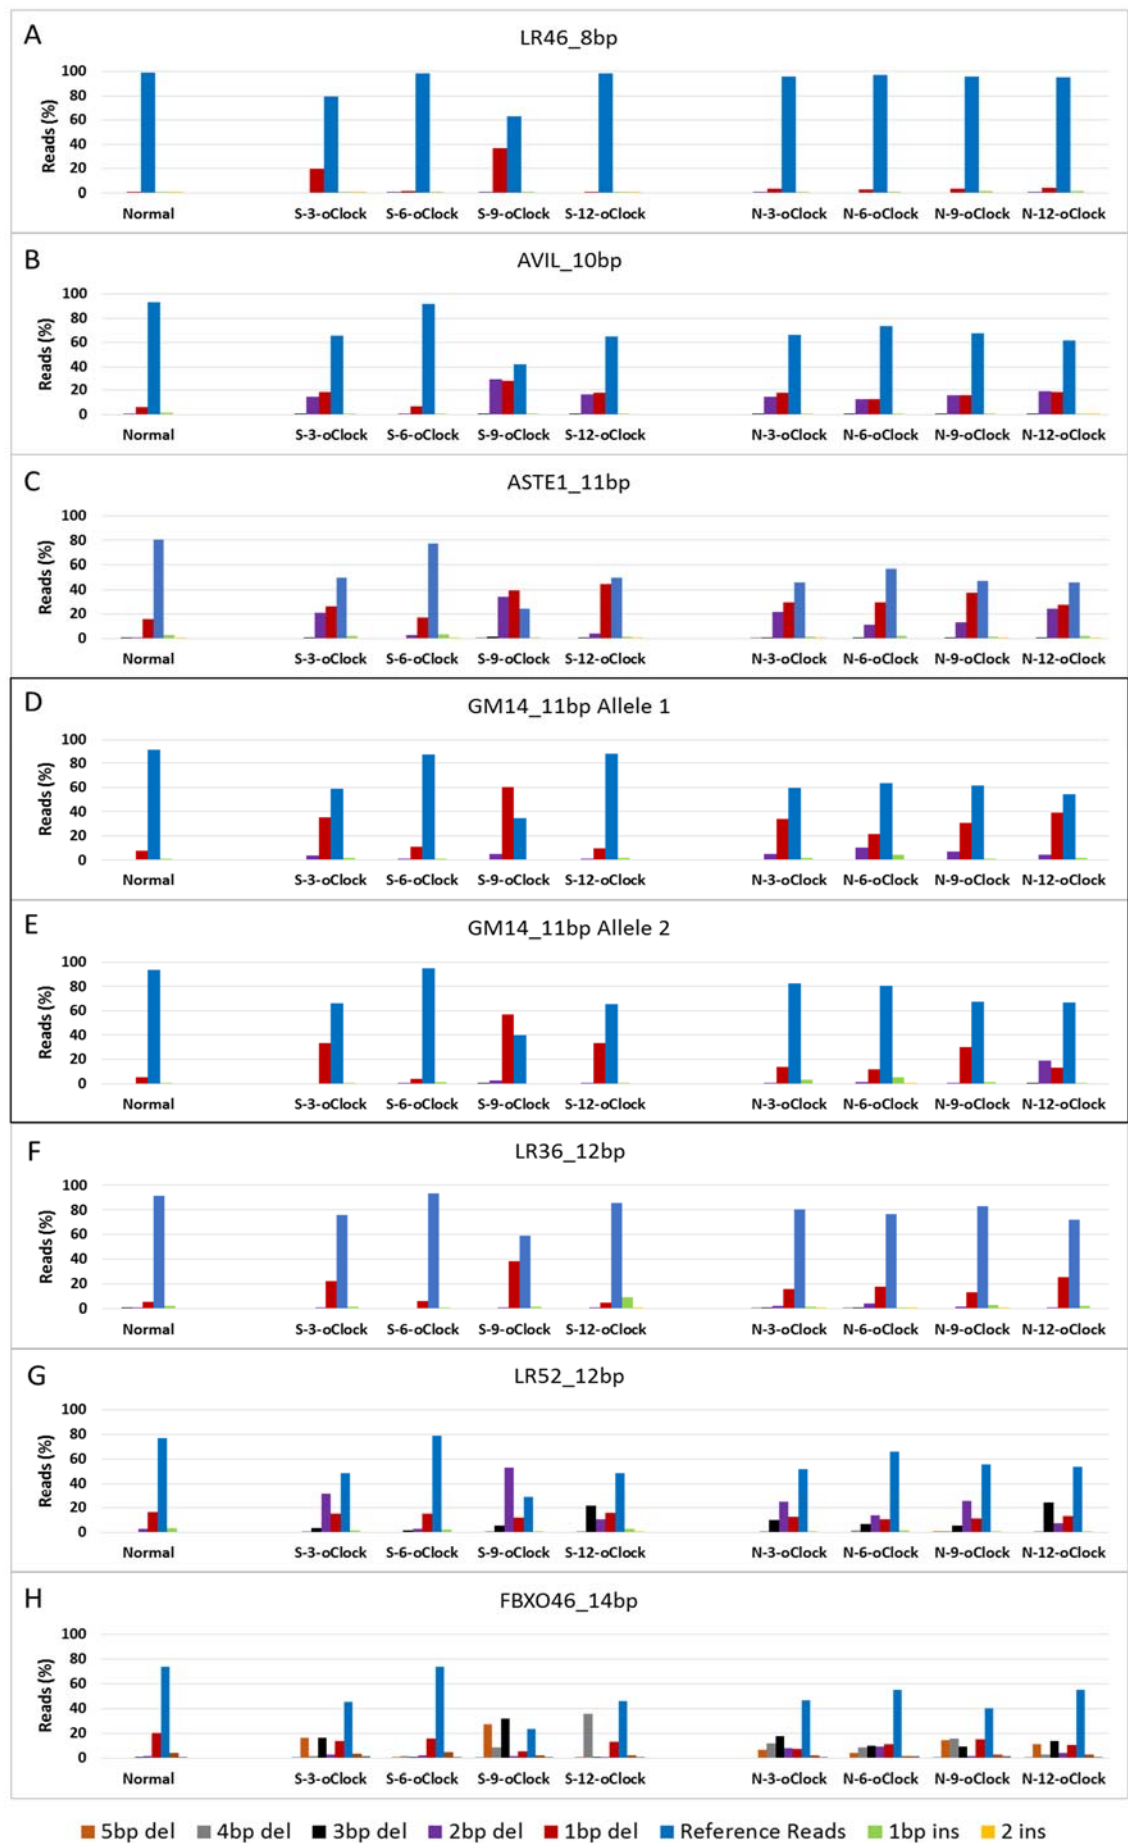 A
LR46_8bp
Reads (%)
100
80
60
40
20
0
Normal S-3-oClock S-6-oClock S-9-oClock S-12-oClock N-3-oClock N-6-oClock N-9-oClock N-12-oClock
B
AVIL_10bp
Reads (%)
100
80
60
40
20
0
Normal S-3-oClock S-6-oClock S-9-oClock S-12-oClock N-3-oClock N-6-oClock N-9-oClock N-12-oClock
C
ASTE1_11bp
Reads (%)
100
80
60
40
20
0
Normal S-3-oClock S-6-oClock S-9-oClock S-12-oClock N-3-oClock N-6-oClock N-9-oClock N-12-oClock
D
GM14_11bp Allele 1
Reads (%)
100
80
60
40
20
0
Normal S-3-oClock S-6-oClock S-9-oClock S-12-oClock N-3-oClock N-6-oClock N-9-oClock N-12-oClock
E
GM14_11bp Allele 2
Reads (%)
100
80
60
40
20
0
Normal S-3-oClock S-6-oClock S-9-oClock S-12-oClock N-3-oClock N-6-oClock N-9-oClock N-12-oClock
F
LR36_12bp
Reads (%)
100
80
60
40
20
0
Normal S-3-oClock S-6-oClock S-9-oClock S-12-oClock N-3-oClock N-6-oClock N-9-oClock N-12-oClock
G
LR52_12bp
Reads (%)
100
80
60
40
20
0
Normal S-3-oClock S-6-oClock S-9-oClock S-12-oClock N-3-oClock N-6-oClock N-9-oClock N-12-oClock
H
FBXO46_14bp
Reads (%)
100
80
60
40
20
0
Normal S-3-oClock S-6-oClock S-9-oClock S-12-oClock N-3-oClock N-6-oClock N-9-oClock N-12-oClock
5bp del 4bp del 3bp del 2bp del 1bp del Reference Reads 1bp ins 2 ins